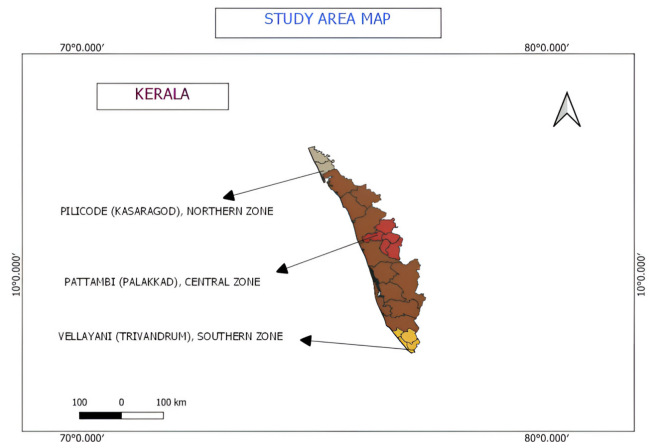 STUDY AREA MAP
70°0.000′
80°0.000′
KERALA
PILICODE (KASARAGOD), NORTHERN ZONE
PATTAMBI (PALAKKAD), CENTRAL ZONE
10°0.000′
10°0.000′
VELLAYANI (TRIVANDRUM), SOUTHERN ZONE
100 0 100 km
70°0.000′
80°0.000′